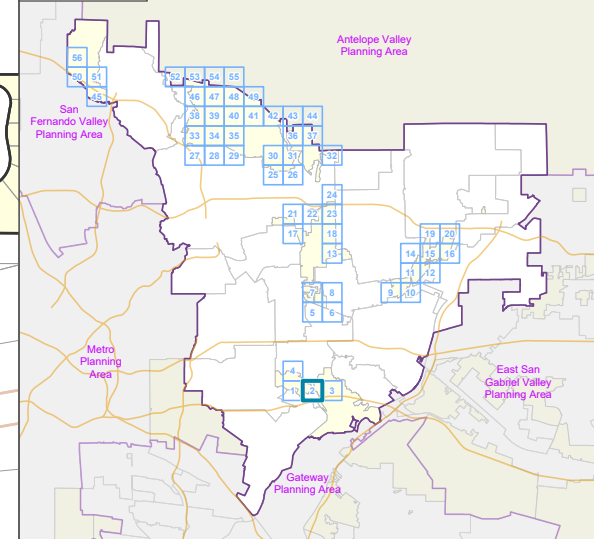 Antelope Valley
Planning Area
56
50 51
45
52 53 54 55
46 47 48 49
38 39 40 41 42 43 44
33 34 35 36 37
27 28 29 30 31 32
25 26
San
Fernando Valley
Planning Area
24
21 22 23
17 18
13
19 20
14 15 16
11 12
9 10
7 8
5 6
Metro
Planning
Area
4
1 2 3
East San
Gabriel Valley
Planning Area
Gateway
Planning Area